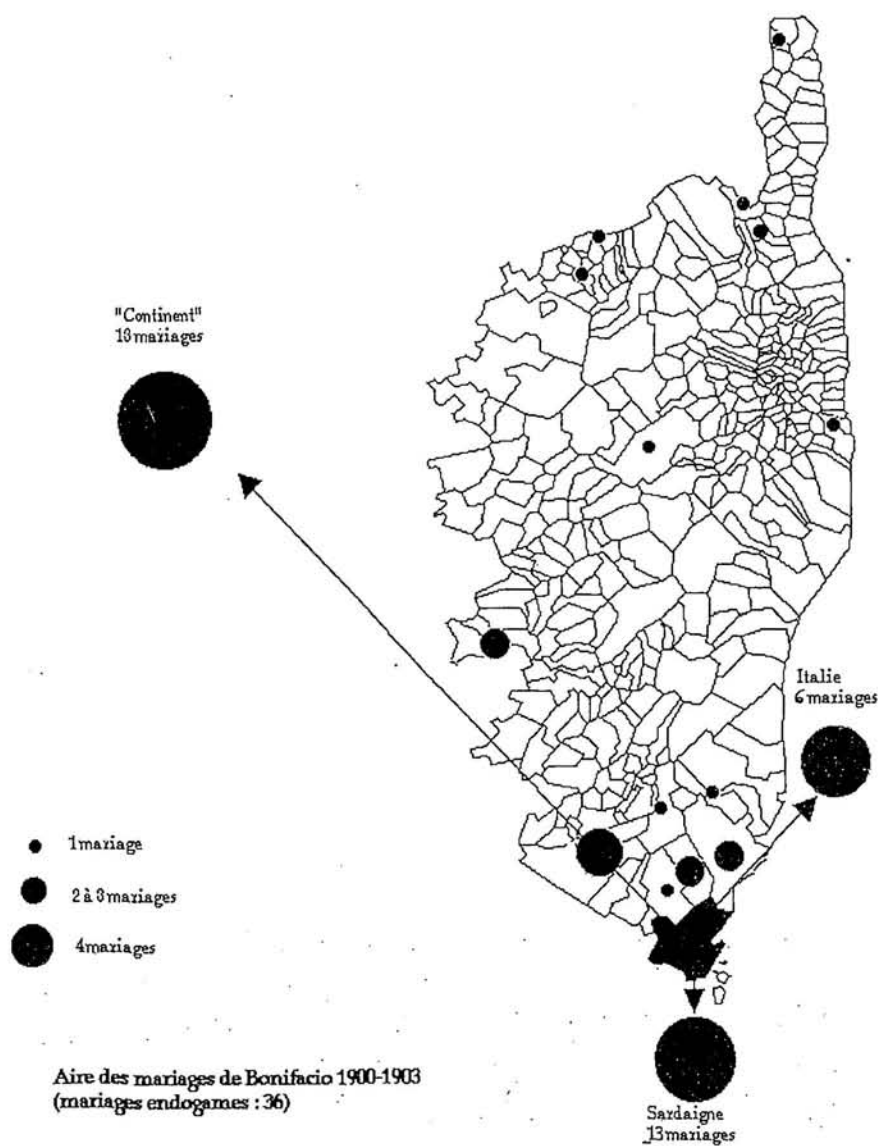 "Continent"
18 mariages
Italie
6 mariages
1 mariage
2 à 3 mariages
4 mariages
Aire des mariages de Bonifacio 1900-1903
(mariages endogames : 36)
Sardaigne
13 mariages